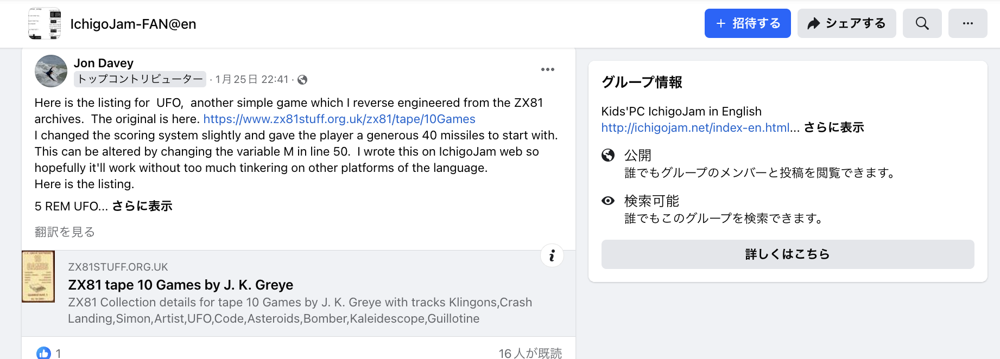 IchigoJam-FAN@en
+ 招待する
シェアする
Jon Davey
トップコントリビューター · 1月25日 22:41 ·
Here is the listing for  UFO,  another simple game which I reverse engineered from the ZX81
archives.  The original is here. https://www.zx81stuff.org.uk/zx81/tape/10Games
I changed the scoring system slightly and gave the player a generous 40 missiles to start with.
This can be altered by changing the variable M in line 50.  I wrote this on IchigoJam web so
hopefully it'll work without too much tinkering on other platforms of the language.
Here is the listing.
5 REM UFO... さらに表示
翻訳を見る
10
GAMES
ZX81STUFF.ORG.UK
ZX81 tape 10 Games by J. K. Greye
ZX81 Collection details for tape 10 Games by J. K. Greye with tracks Klingons,Crash
Landing,Simon,Artist,UFO,Code,Asteroids,Bomber,Kaleidescope,Guillotine
1
16人が既読
グループ情報
Kids'PC IchigoJam in English
http://ichigojam.net/index-en.html... さらに表示
公開
誰でもグループのメンバーと投稿を閲覧できます。
検索可能
誰でもこのグループを検索できます。
詳しくはこちら